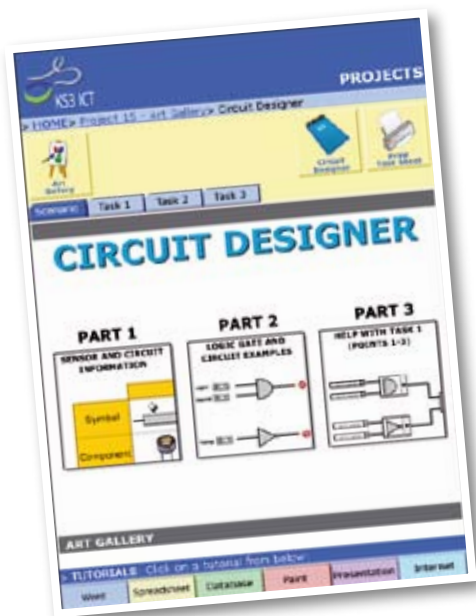 KS3 ICT
PROJECTS
> HOME> Project 15 - Art Gallery> Circuit Designer
Art
Gallery
Circuit
Designer
Print
Task Sheet
Scenario
Task 1
Task 2
Task 3
CIRCUIT DESIGNER
PART 1
SENSOR AND CIRCUIT
INFORMATION
Symbol
Component
PART 2
LOGIC GATE AND
CIRCUIT EXAMPLES
PART 3
HELP WITH TASK 1
(POINTS 1-3)
ART GALLERY
> TUTORIALS Click on a tutorial from below:
Word
Spreadsheet
Database
Paint
Presentation
Internet